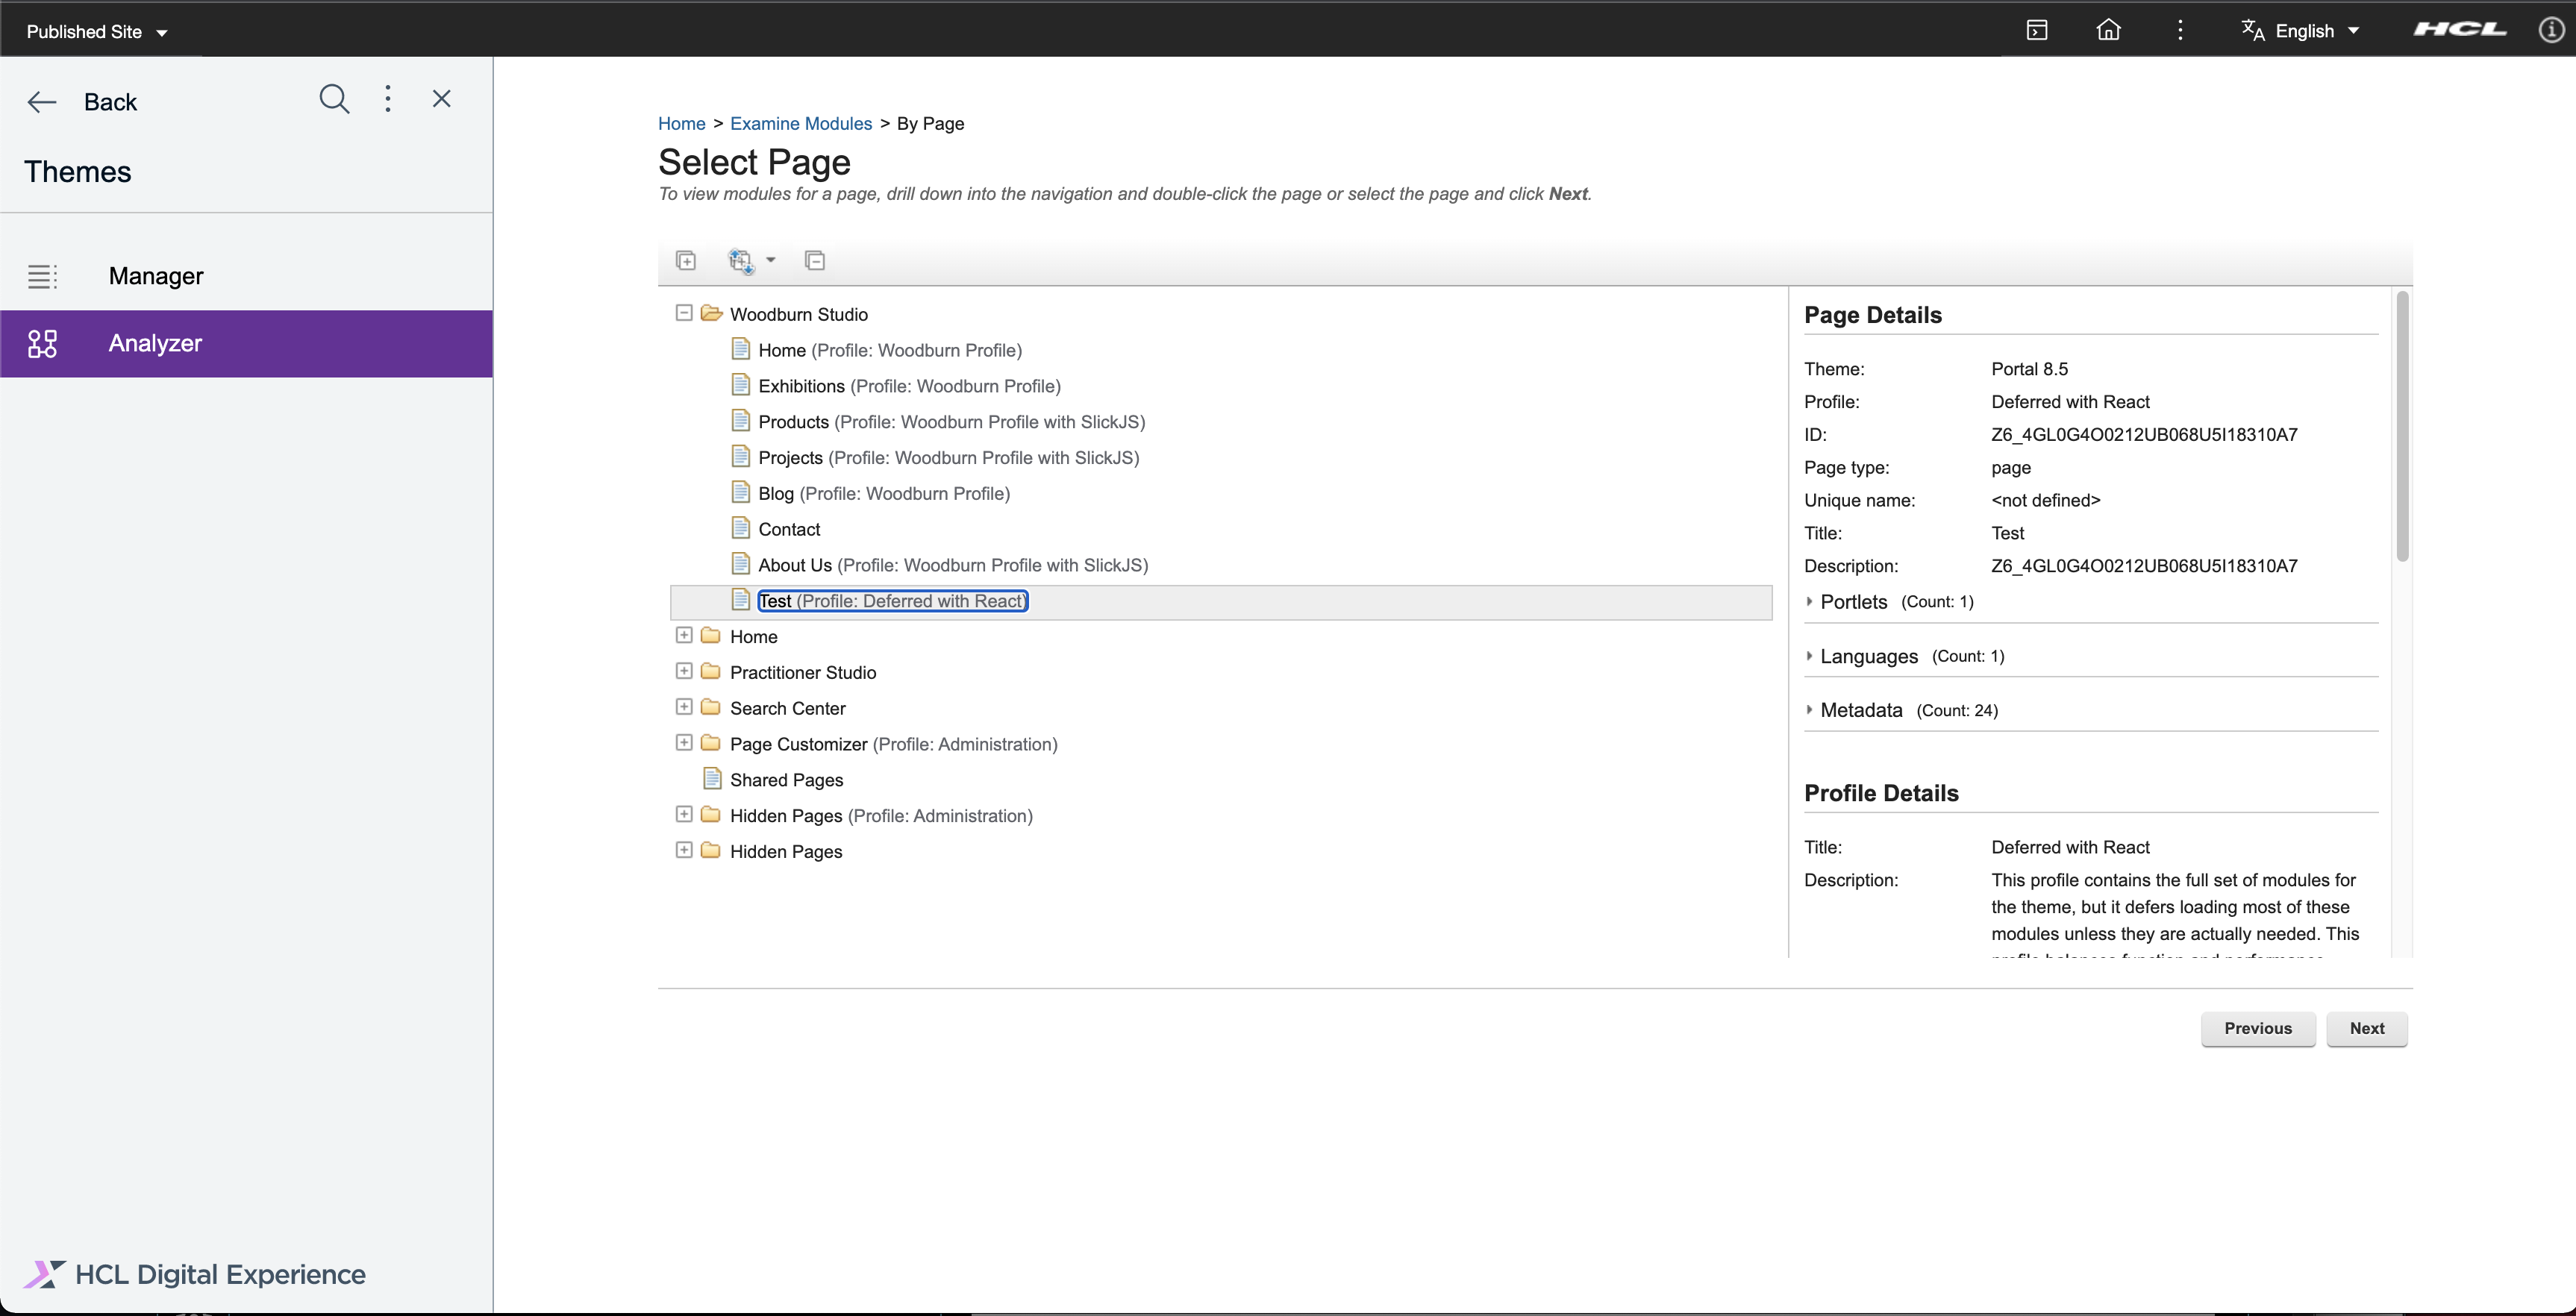 Published Site
English
HCL
Back
Themes
Manager
Analyzer
HCL Digital Experience
Home > Examine Modules > By Page
Select Page
To view modules for a page, drill down into the navigation and double-click the page or select the page and click Next.
Woodburn Studio
Home (Profile: Woodburn Profile)
Exhibitions (Profile: Woodburn Profile)
Products (Profile: Woodburn Profile with SlickJS)
Projects (Profile: Woodburn Profile with SlickJS)
Blog (Profile: Woodburn Profile)
Contact
About Us (Profile: Woodburn Profile with SlickJS)
Test (Profile: Deferred with React)
Home
Practitioner Studio
Search Center
Page Customizer (Profile: Administration)
Shared Pages
Hidden Pages (Profile: Administration)
Hidden Pages
Page Details
Theme: Portal 8.5
Profile: Deferred with React
ID: Z6_4GL0G4O0212UB068U5I18310A7
Page type: page
Unique name: <not defined>
Title: Test
Description: Z6_4GL0G4O0212UB068U5I18310A7
Portlets (Count: 1)
Languages (Count: 1)
Metadata (Count: 24)
Profile Details
Title: Deferred with React
Description: This profile contains the full set of modules for
the theme, but it defers loading most of these
modules unless they are actually needed. This
Previous Next